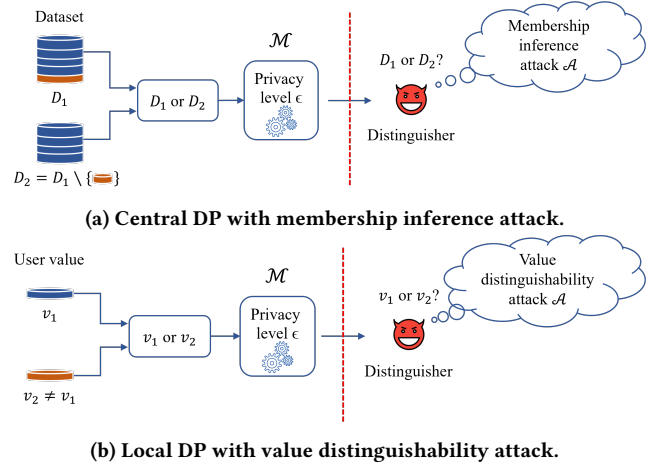 Dataset
D₁
D₂ = D₁ \ { }
D₁ or D₂
ℳ
Privacy
level ϵ
D₁ or D₂?
Distinguisher
Membership
inference
attack 𝒜
(a) Central DP with membership inference attack.
User value
v₁
v₂ ≠ v₁
v₁ or v₂
ℳ
Privacy
level ϵ
v₁ or v₂?
Distinguisher
Value
distinguishability
attack 𝒜
(b) Local DP with value distinguishability attack.